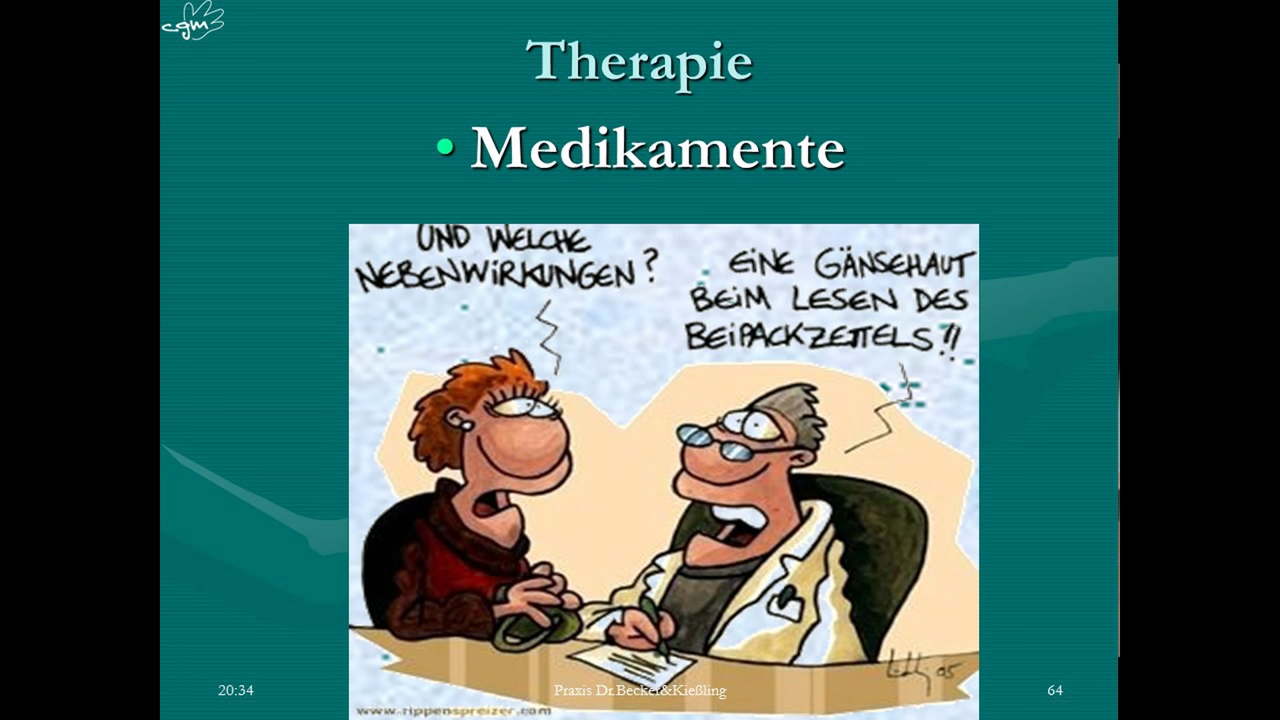 cgm
Therapie
• Medikamente
UND WELCHE
NEBENWIRKUNGEN?
EINE GÄNSEHAUT
BEIM LESEN DES
BEIPACKZETTELS!!
05
www.rippenspreizer.com
20:34
Praxis Dr.Becker&Kießling
64